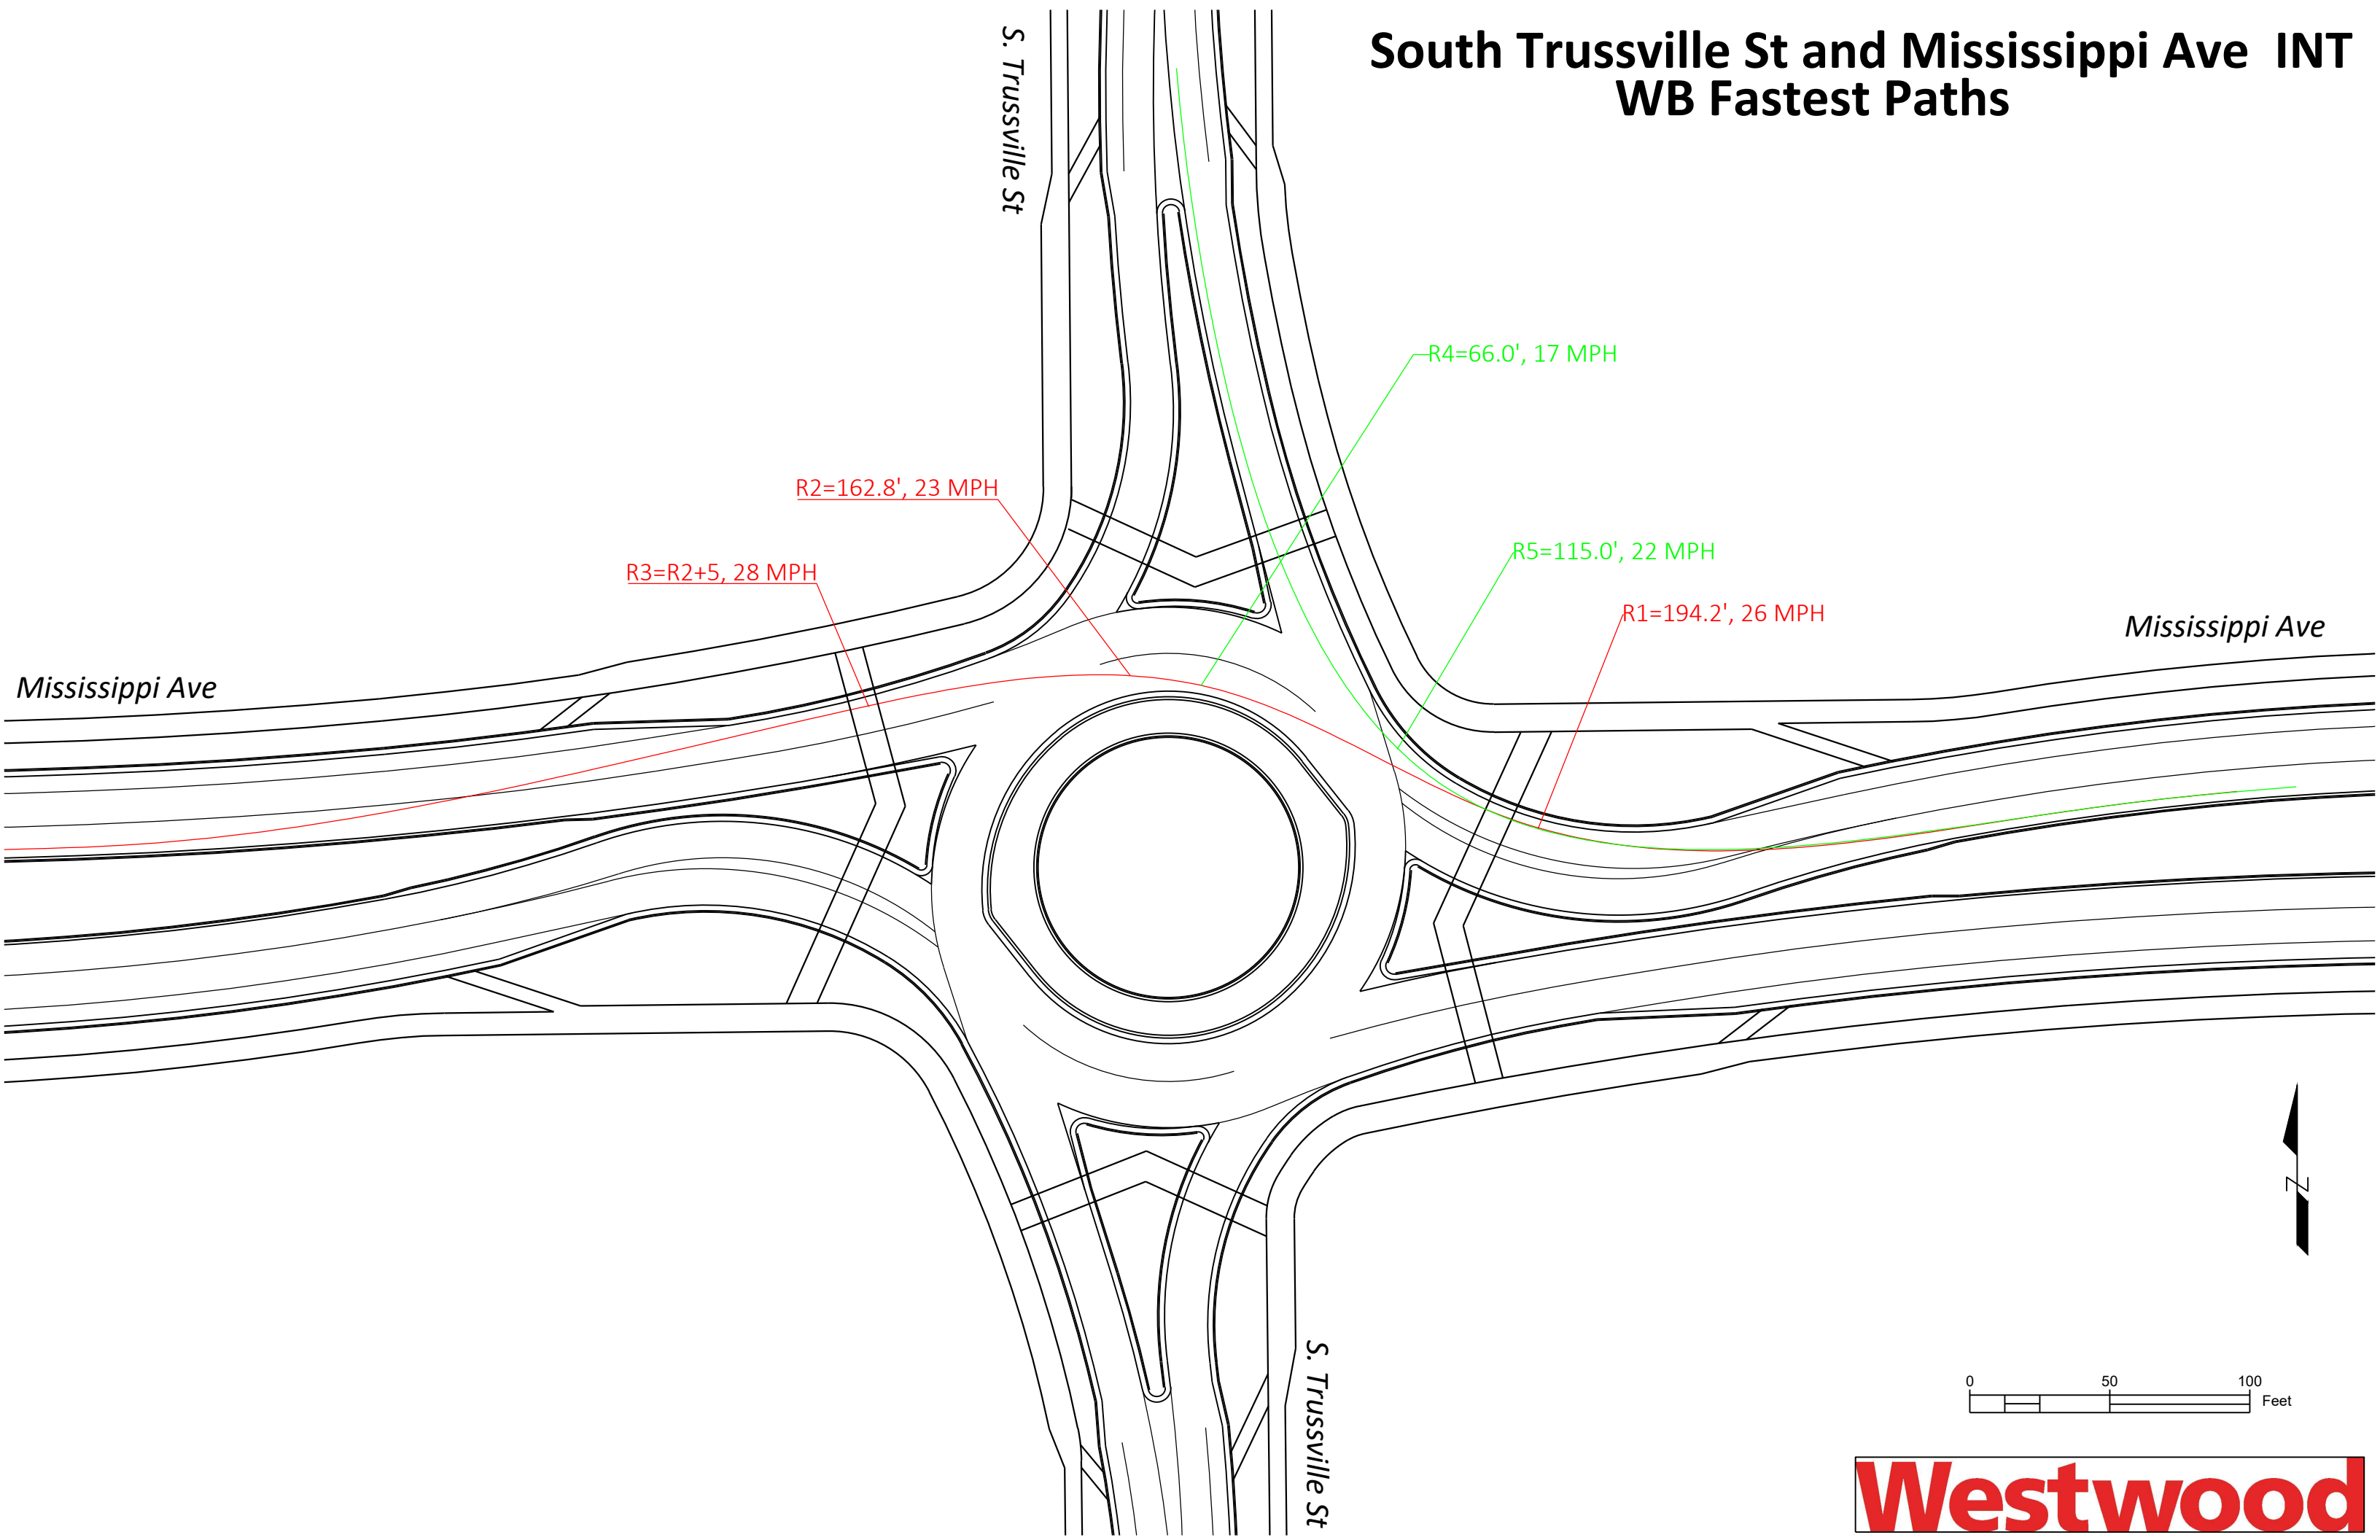 South Trussville St and Mississippi Ave  INT
WB Fastest Paths
S. Trussville St
R4=66.0', 17 MPH
R2=162.8', 23 MPH
R5=115.0', 22 MPH
R3=R2+5, 28 MPH
R1=194.2', 26 MPH
Mississippi Ave
Mississippi Ave
N
S. Trussville St
0 50 100
Feet
Westwood